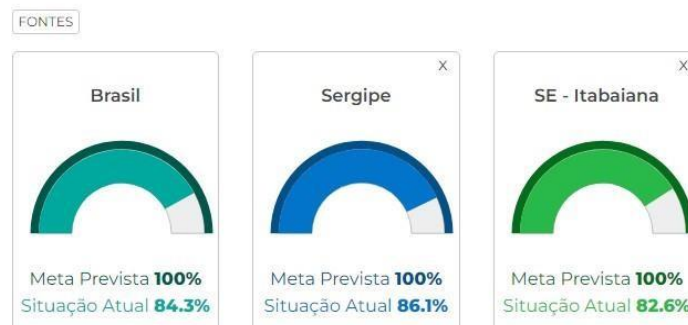 FONTES
X
X
Brasil
Sergipe
SE - Itabaiana
Meta Prevista 100%
Situação Atual 84.3%
Meta Prevista 100%
Situação Atual 86.1%
Meta Prevista 100%
Situação Atual 82.6%